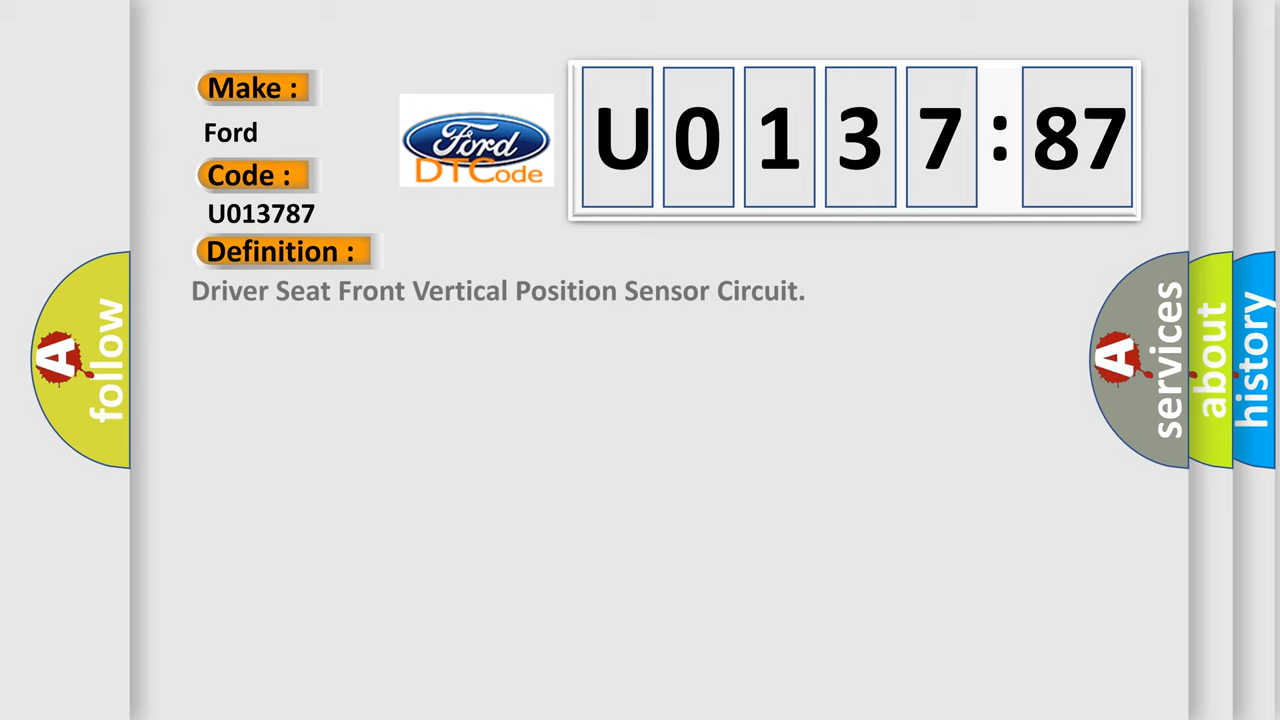 Make :
Ford
Code :
U013787
Definition :
Driver Seat Front Vertical Position Sensor Circuit.
Ford
DTCode
U0137:87
A follow
A services
about
history